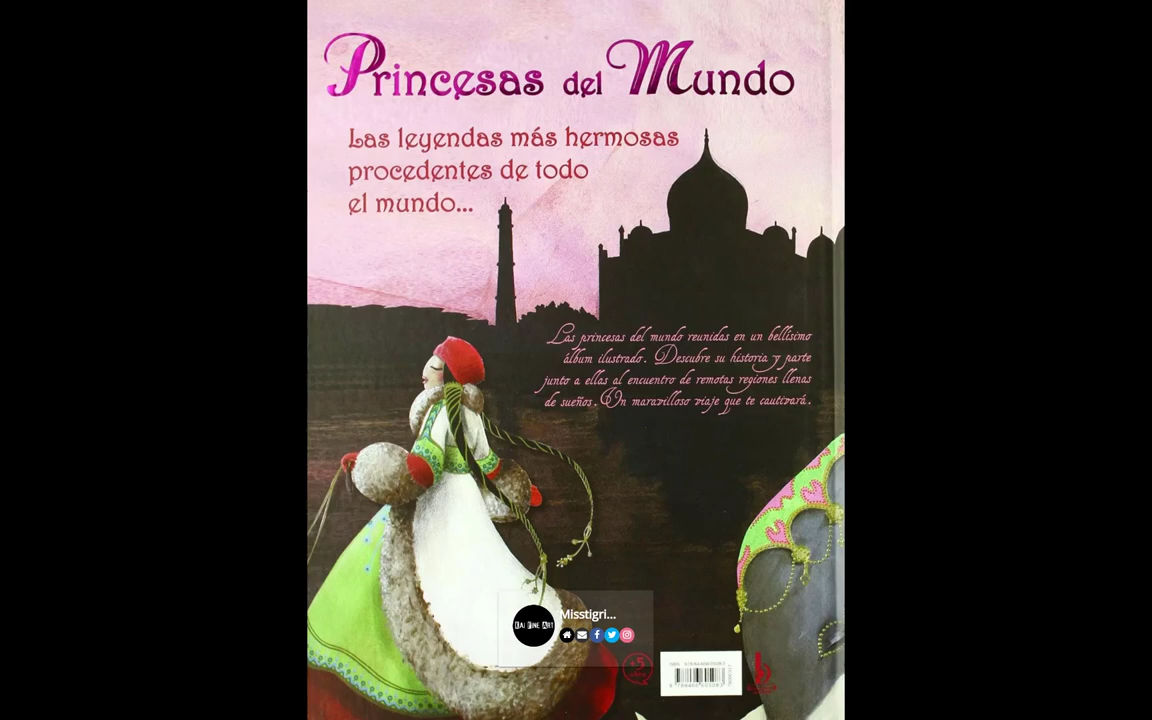 Princesas del Mundo
Las leyendas más hermosas
procedentes de todo
el mundo...
Las princesas del mundo reunidas en un bellísimo
álbum ilustrado. Descubre su historia y parte
junto a ellas al encuentro de remotas regiones llenas
de sueños. Un maravilloso viaje que te cautivará.
Misstigri...
+5